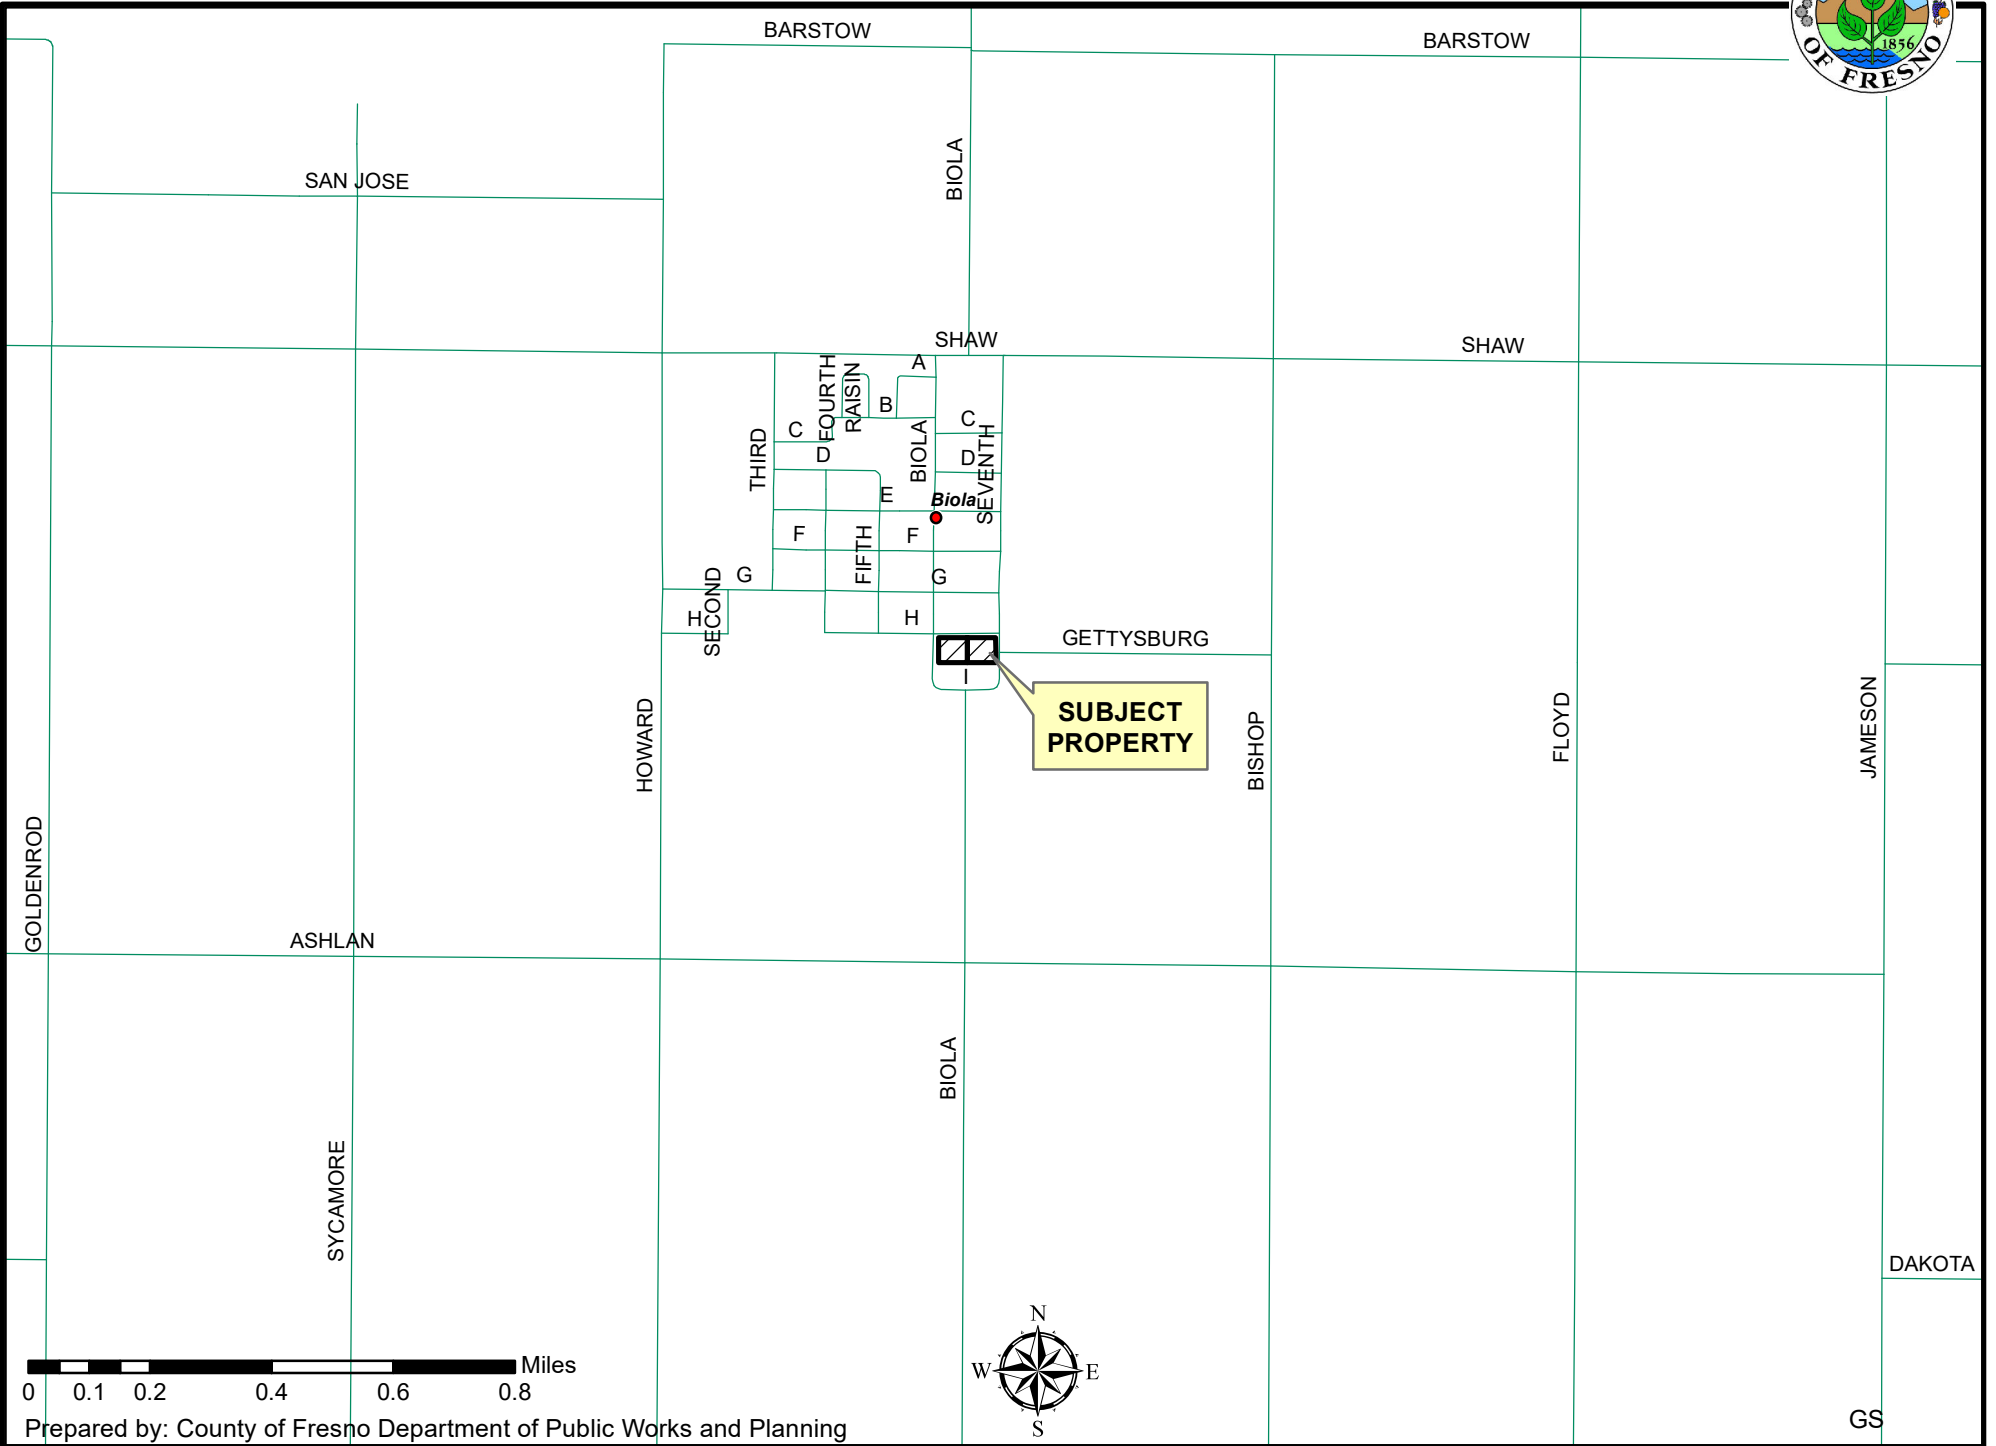 BARSTOW
BARSTOW
1856
OF FRESNO
BIOLA
SAN JOSE
SHAW
SHAW
A
FOURTH
RAISIN
B
C
C
THIRD
BIOLA
D
D
SEVENTH
E
Biola
F
F
FIFTH
G
G
SECOND
H
H
GETTYSBURG
I
SUBJECT
PROPERTY
HOWARD
BISHOP
FLOYD
JAMESON
GOLDENROD
ASHLAN
BIOLA
SYCAMORE
DAKOTA
N
W E
S
Miles
0 0.1 0.2 0.4 0.6 0.8
GS
Prepared by: County of Fresno Department of Public Works and Planning